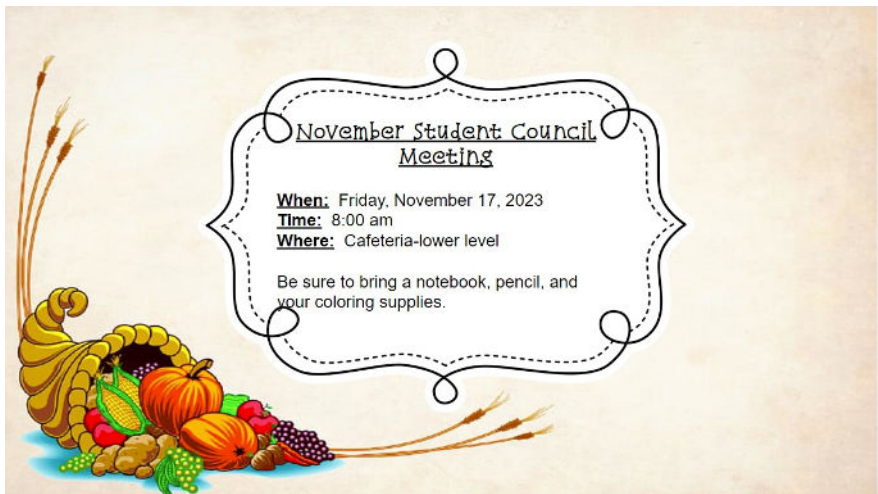 November Student Council
Meeting
When: Friday, November 17, 2023
Time: 8:00 am
Where: Cafeteria-lower level
Be sure to bring a notebook, pencil, and
your coloring supplies.